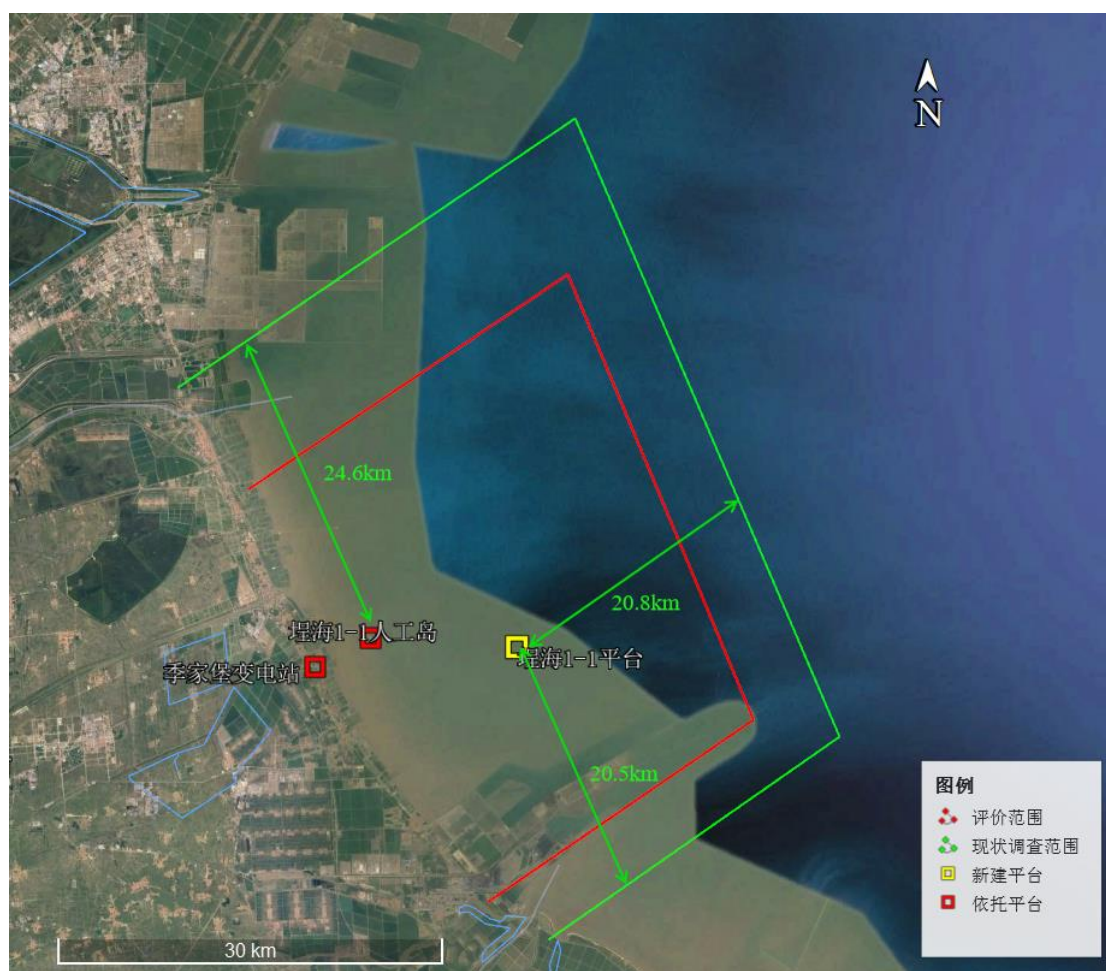 N
24.6km
20.8km
埕海1-1人工岛
埕海1-1平台
季家堡变电站
20.5km
图例
评价范围
现状调查范围
新建平台
依托平台
30 km